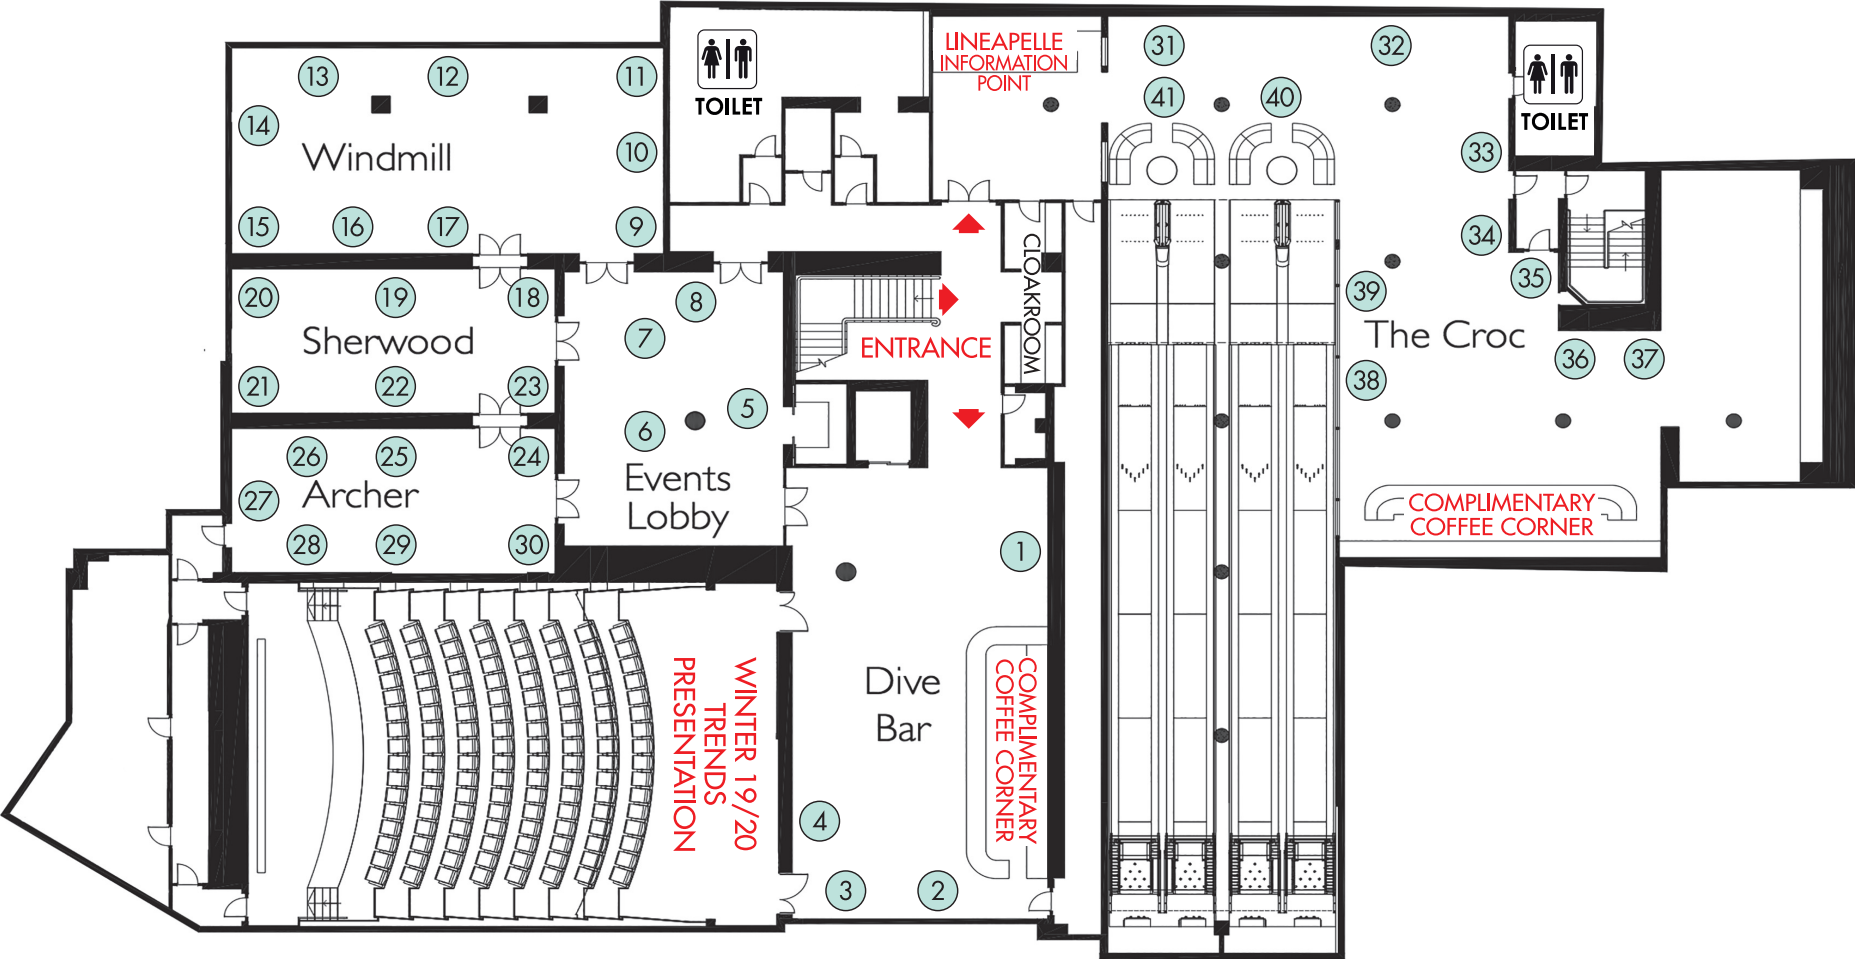 TOILET
LINEAPELLE
INFORMATION
POINT
31
32
41
40
TOILET
13
12
11
14
Windmill
10
33
15
16
17
9
34
CLOAKROOM
20
19
18
8
35
39
7
Sherwood
ENTRANCE
The Croc
36
37
21
22
23
38
5
6
26
25
24
Events
Lobby
27
Archer
COMPLIMENTARY
COFFEE CORNER
28
29
30
1
WINTER 19/20
TRENDS
PRESENTATION
Dive
Bar
COMPLIMENTARY
COFFEE CORNER
4
3
2